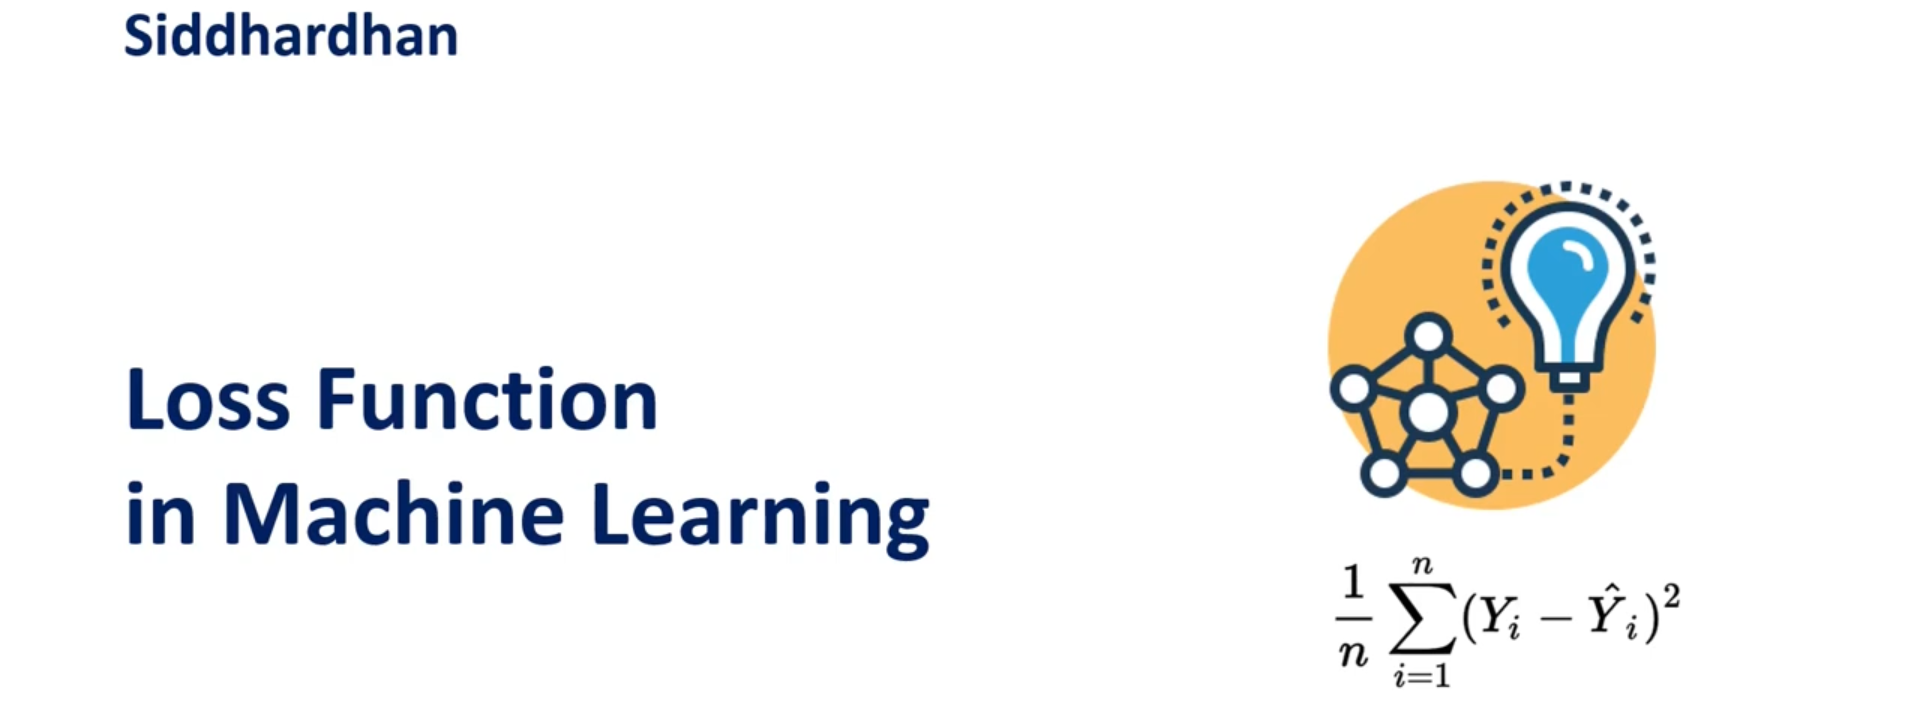 Siddhardhan
Loss Function
in Machine Learning
$\frac{1}{n} \sum_{i=1}^{n} (Y_i - \hat{Y}_i)^2$